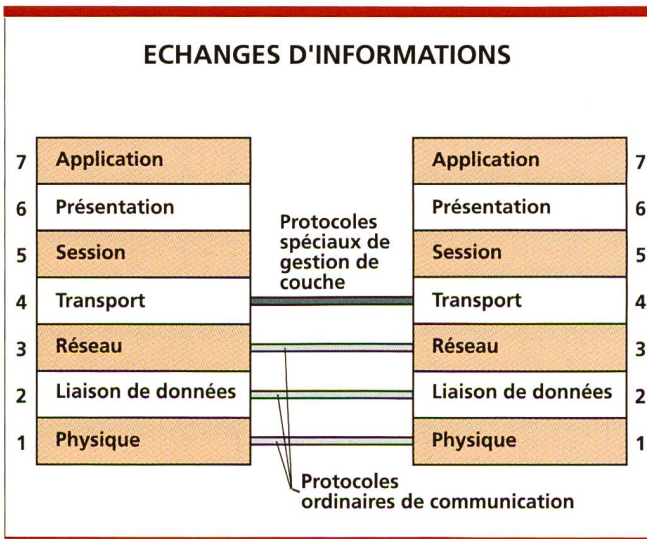 ECHANGES D'INFORMATIONS
7 Application
6 Présentation
5 Session
4 Transport
3 Réseau
2 Liaison de données
1 Physique
Protocoles
spéciaux de
gestion de
couche
Application 7
Présentation 6
Session 5
Transport 4
Réseau 3
Liaison de données 2
Physique 1
Protocoles
ordinaires de communication